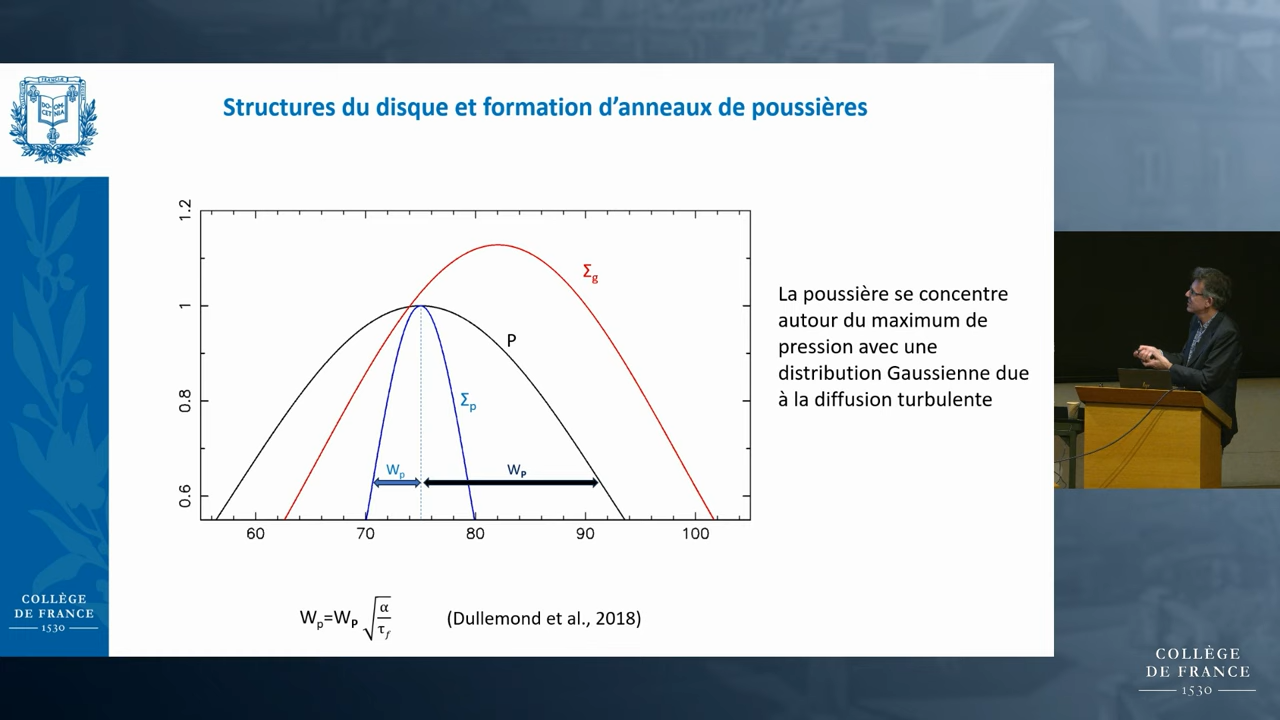 Structures du disque et formation d'anneaux de poussières
1.2
1
0.8
0.6
60
70
80
90
100
Σg
P
Σp
Wp
WP
La poussière se concentre
autour du maximum de
pression avec une
distribution Gaussienne due
à la diffusion turbulente
Wp=WP √(α/τf)
(Dullemond et al., 2018)
COLLÈGE
DE FRANCE
1530
COLLÈGE
DE FRANCE
1530